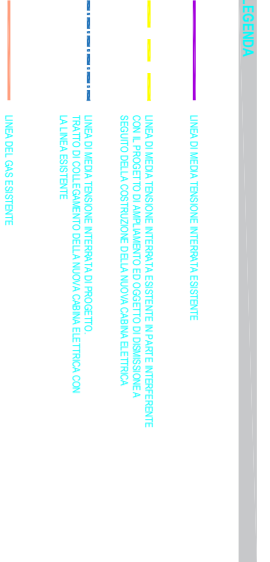 LEGENDA
LINEA DI MEDIA TENSIONE INTERRATA ESISTENTE
LINEA DI MEDIA TENSIONE INTERRATA ESISTENTE IN PARTE INTERFERENTE
CON IL PROGETTO DI AMPLIAMENTO ED OGGETTO DI DISMISSIONE A
SEGUITO DELLA COSTRUZIONE DELLA NUOVA CABINA ELETTRICA
LINEA DI MEDIA TENSIONE INTERRATA DI PROGETTO.
TRATTO DI COLLEGAMENTO DELLA NUOVA CABINA ELETTRICA CON
LA LINEA ESISTENTE
LINEA DEL GAS ESISTENTE